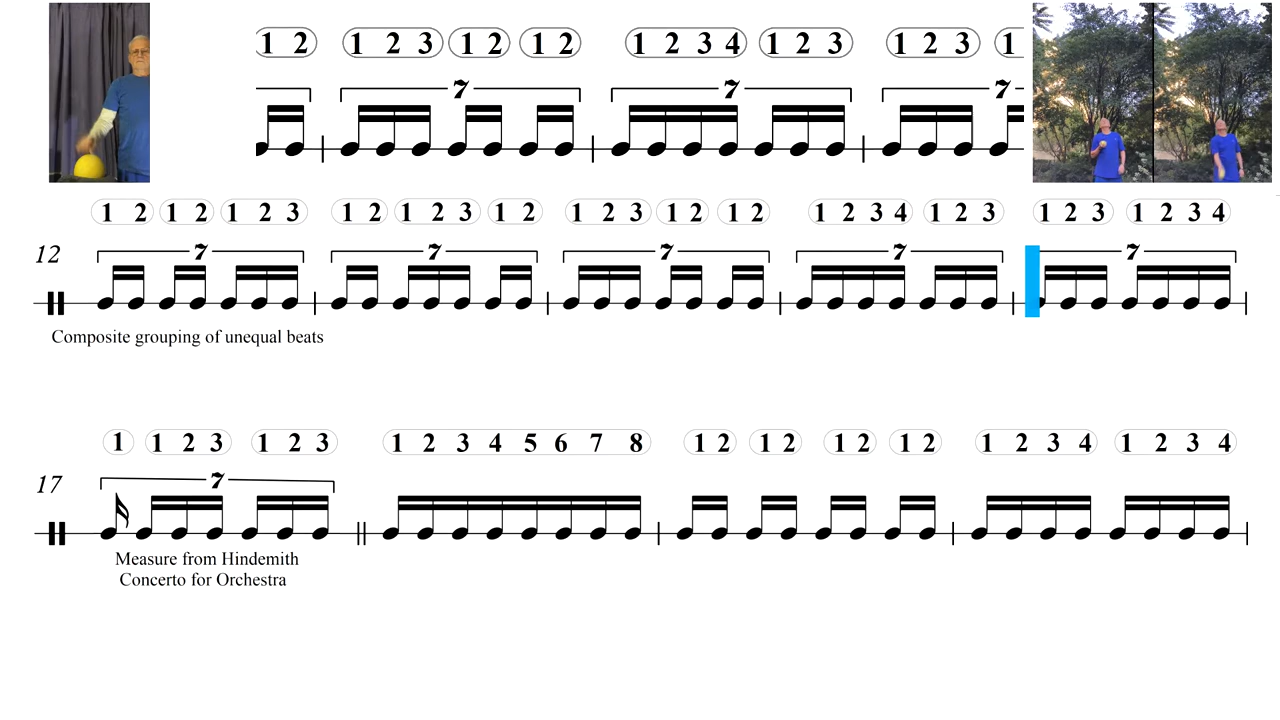 1 2 1 2 3 1 2 1 2 1 2 3 4 1 2 3 1 2 3 1
7 7 7
1 2 1 2 1 2 3 1 2 1 2 3 1 2 1 2 3 1 2 1 2 1 2 3 4 1 2 3 1 2 3 1 2 3 4
12 7 7 7 7 7
Composite grouping of unequal beats
1 1 2 3 1 2 3 1 2 3 4 5 6 7 8 1 2 1 2 1 2 1 2 1 2 3 4 1 2 3 4
17 7
Measure from Hindemith
Concerto for Orchestra